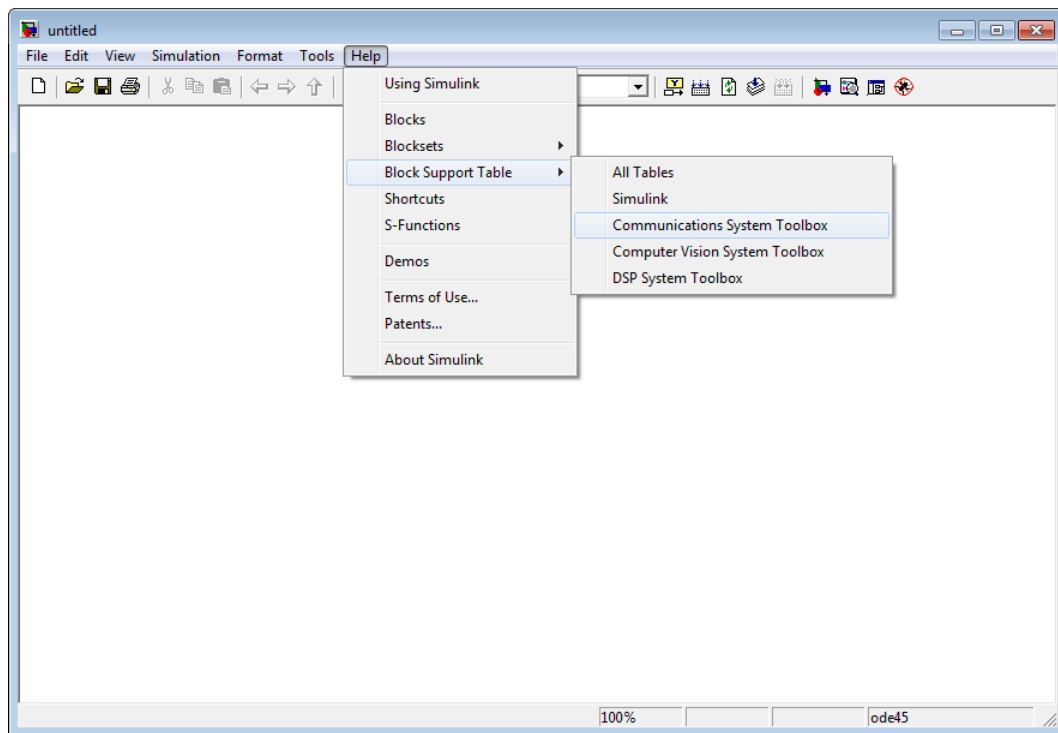 untitled
File Edit View Simulation Format Tools Help
Using Simulink
Blocks
Blocksets
Block Support Table
Shortcuts
S-Functions
Demos
Terms of Use...
Patents...
About Simulink
All Tables
Simulink
Communications System Toolbox
Computer Vision System Toolbox
DSP System Toolbox
100% ode45